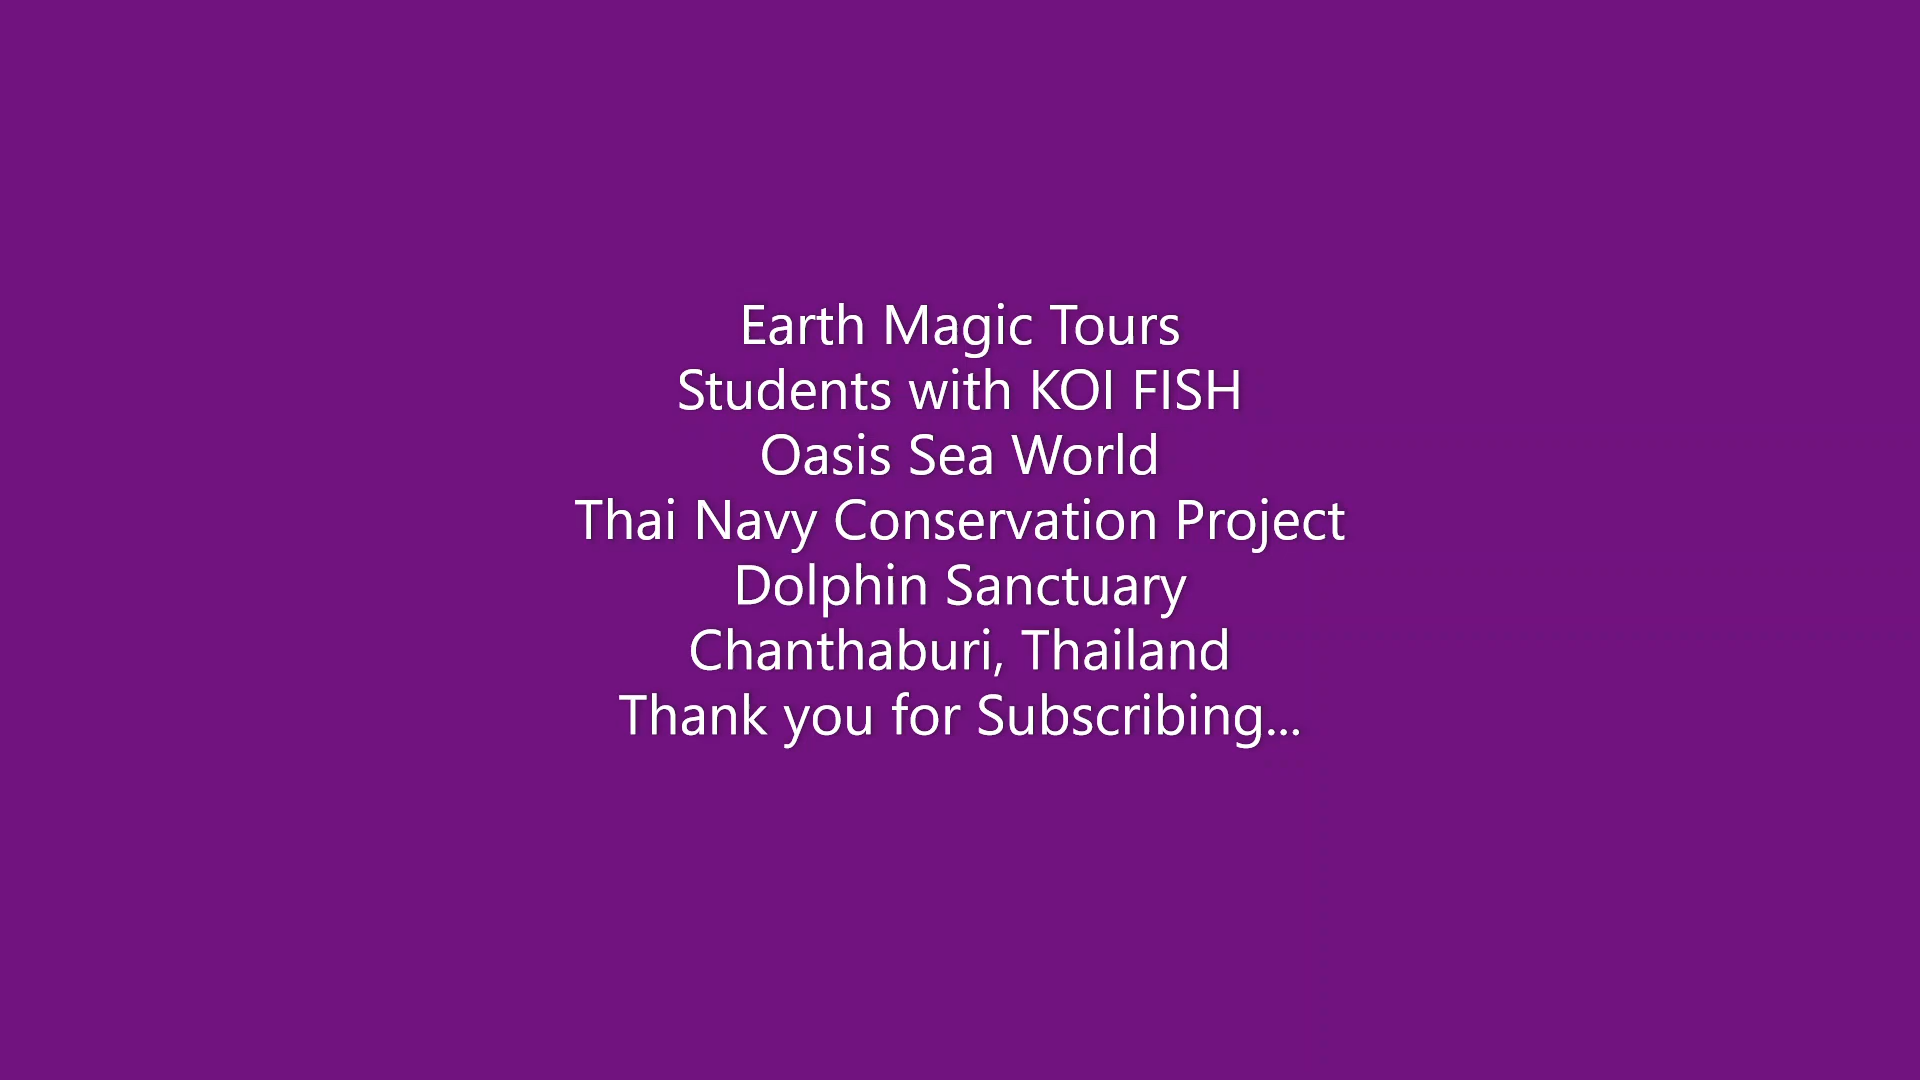 Earth Magic Tours
Students with KOI FISH
Oasis Sea World
Thai Navy Conservation Project
Dolphin Sanctuary
Chanthaburi, Thailand
Thank you for Subscribing...